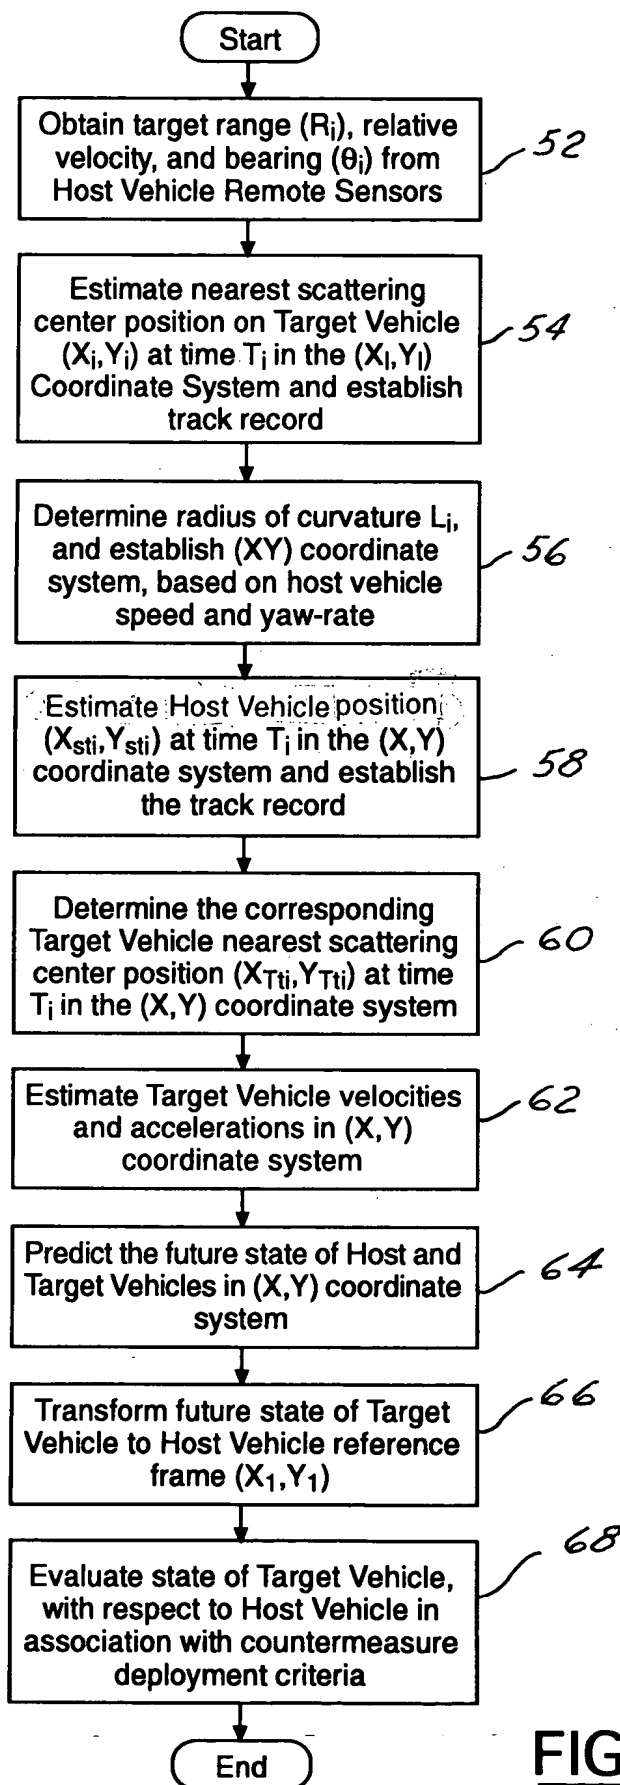 Start
Obtain target range (Ri), relative
velocity, and bearing (θi) from
Host Vehicle Remote Sensors
52
Estimate nearest scattering
center position on Target Vehicle
(Xi,Yi) at time Ti in the (Xl,Yl)
Coordinate System and establish
track record
54
Determine radius of curvature Li,
and establish (XY) coordinate
system, based on host vehicle
speed and yaw-rate
56
Estimate Host Vehicle position
(Xsti,Ysti) at time Ti in the (X,Y)
coordinate system and establish
the track record
58
Determine the corresponding
Target Vehicle nearest scattering
center position (XTti,YTti) at time
Ti in the (X,Y) coordinate system
60
Estimate Target Vehicle velocities
and accelerations in (X,Y)
coordinate system
62
Predict the future state of Host and
Target Vehicles in (X,Y) coordinate
system
64
Transform future state of Target
Vehicle to Host Vehicle reference
frame (X1,Y1)
66
Evaluate state of Target Vehicle,
with respect to Host Vehicle in
association with countermeasure
deployment criteria
68
End
FIG